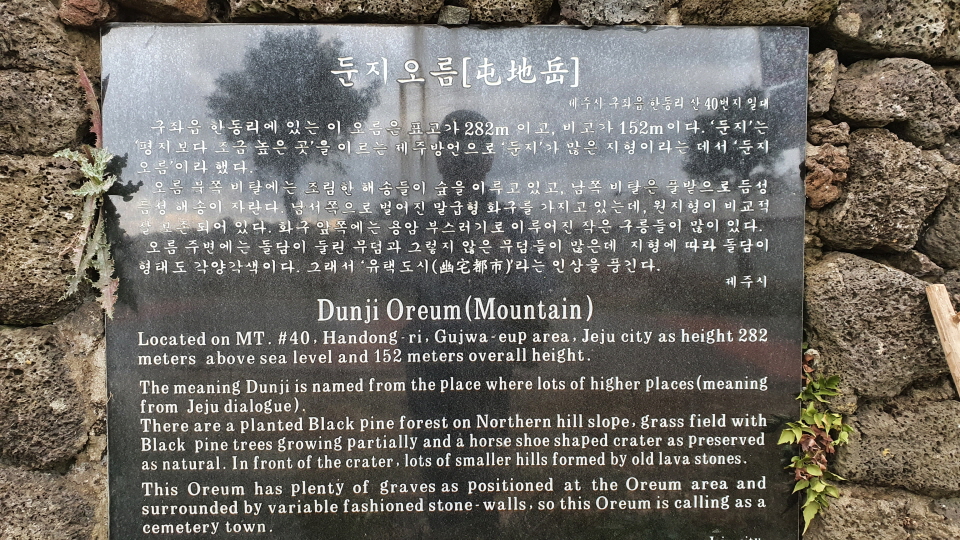 둔지오름[屯地岳]
제주시 구좌읍 한동리 산 40번지 일대
구좌읍 한동리에 있는 이 오름은 표고가 282m 이고, 비고가 152m이다. '둔지'는
'평지보다 조금 높은 곳'을 이르는 제주방언으로 '둔지'가 많은 지형이라는 데서 '둔지
오름'이라 했다.
오름 북쪽 비탈에는 조림한 해송들이 숲을 이루고 있고, 남쪽 비탈은 풀밭으로 듬성
듬성 해송이 자란다. 남서쪽으로 벌어진 말굽형 화구를 가지고 있는데, 원지형이 비교적
잘 보존 되어 있다. 화구 앞쪽에는 용암 부스러기로 이루어진 작은 구릉들이 많이 있다.
오름 주변에는 돌담이 둘린 무덤과 그렇지 않은 무덤들이 많은데 지형에 따라 돌담이
형태도 각양각색이다. 그래서 '유택도시(幽宅都市)'라는 인상을 풍긴다.
제주시
Dunji Oreum(Mountain)
Located on MT. #40, Handong-ri, Gujwa-eup area, Jeju city as height 282
meters above sea level and 152 meters overall height.
The meaning Dunji is named from the place where lots of higher places(meaning
from Jeju dialogue).
There are a planted Black pine forest on Northern hill slope, grass field with
Black pine trees growing partially and a horse shoe shaped crater as preserved
as natural. In front of the crater, lots of smaller hills formed by old lava stones.
This Oreum has plenty of graves as positioned at the Oreum area and
surrounded by variable fashioned stone-walls, so this Oreum is calling as a
cemetery town.